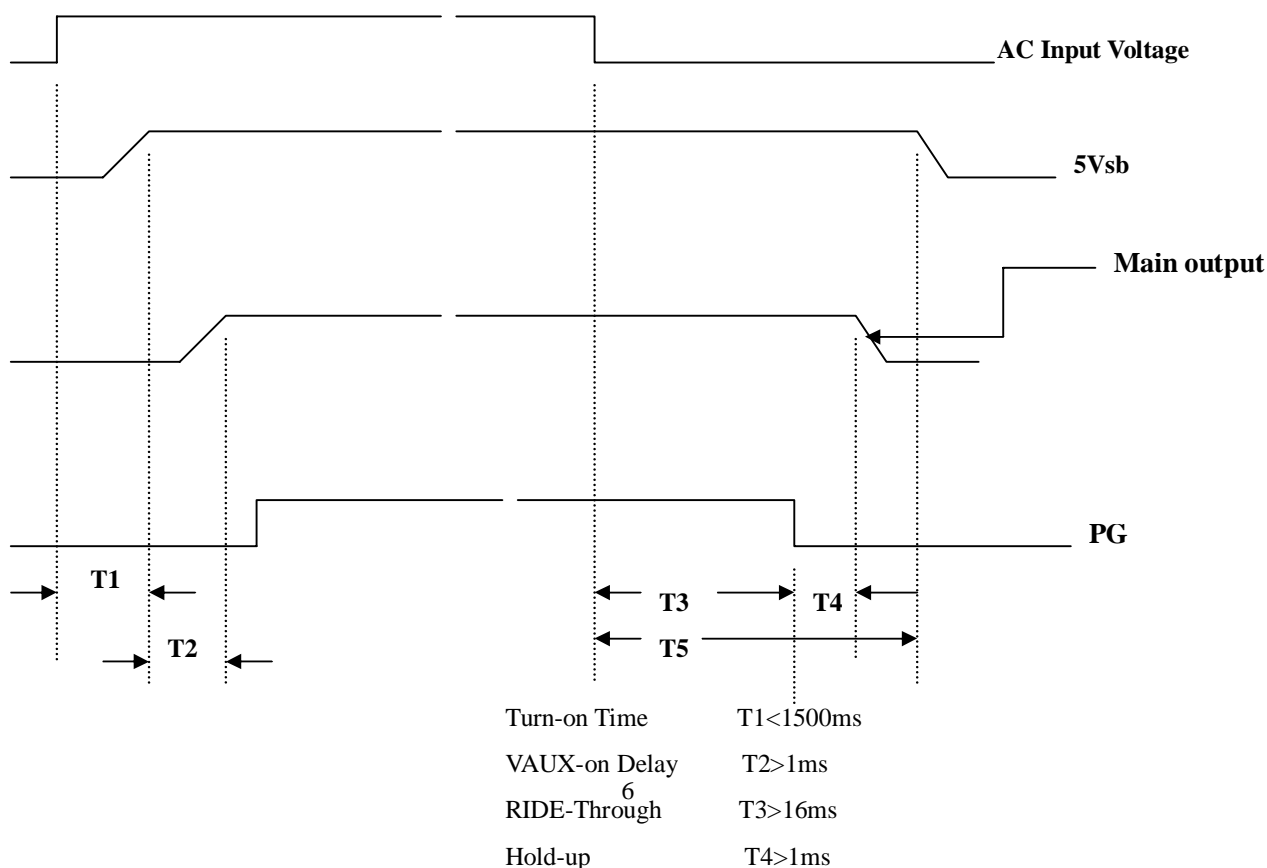 AC Input Voltage
5Vsb
Main output
PG
T1
T3
T4
T2
T5
Turn-on Time T1<1500ms
VAUX-on Delay T2>1ms
6
RIDE-Through T3>16ms
Hold-up T4>1ms